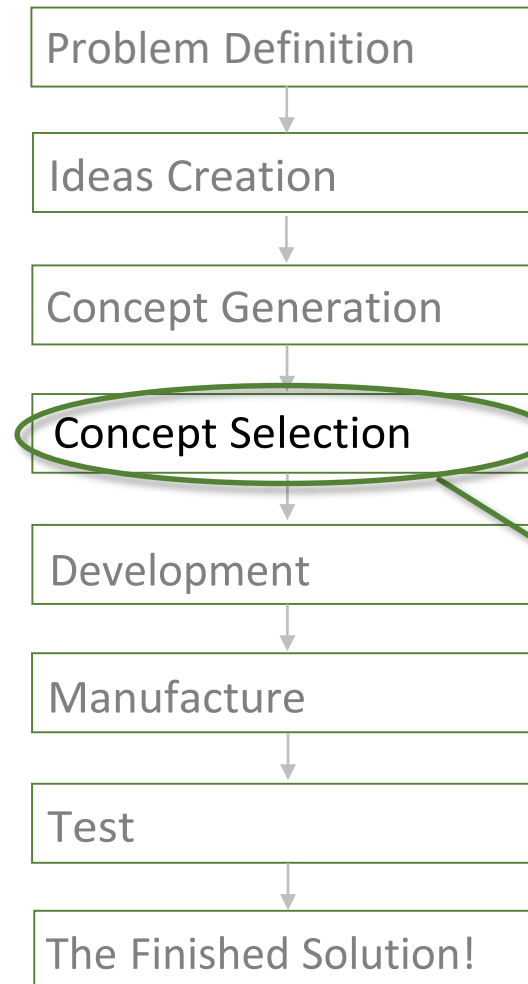 Problem Definition
Ideas Creation
Concept Generation
Concept Selection
Development
Manufacture
Test
The Finished Solution!